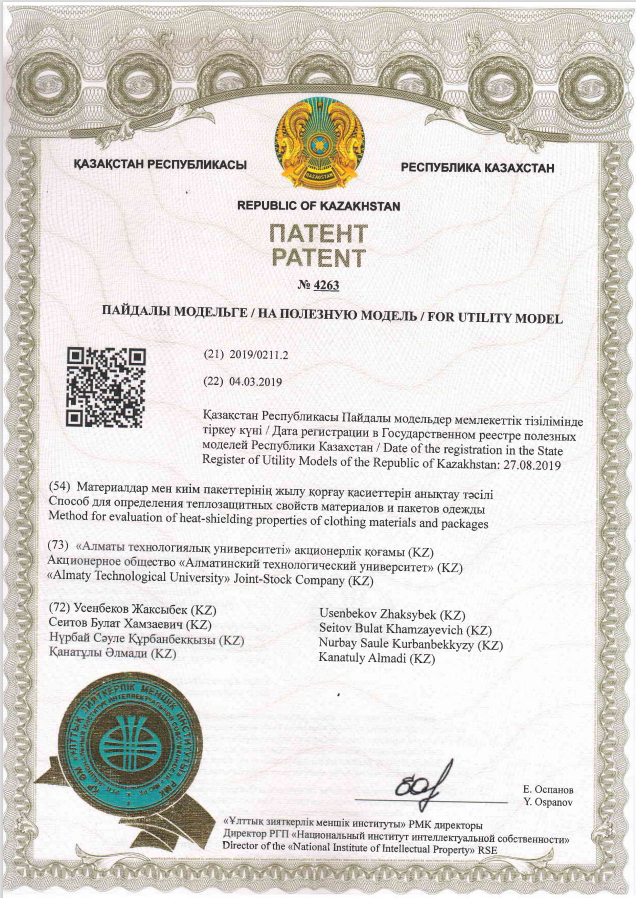 ҚАЗАҚСТАН РЕСПУБЛИКАСЫ
РЕСПУБЛИКА КАЗАХСТАН
REPUBLIC OF KAZAKHSTAN
ПАТЕНТ
PATENT
№ 4263
ПАЙДАЛЫ МОДЕЛЬГЕ / НА ПОЛЕЗНУЮ МОДЕЛЬ / FOR UTILITY MODEL
(21) 2019/0211.2
(22) 04.03.2019
Қазақстан Республикасы Пайдалы модельдер мемлекеттік тізілімінде
тіркеу күні / Дата регистрации в Государственном реестре полезных
моделей Республики Казахстан / Date of the registration in the State
Register of Utility Models of the Republic of Kazakhstan: 27.08.2019
(54) Материалдар мен киім пакеттерінің жылу қорғау қасиеттерін анықтау тәсілі
Способ для определения теплозащитных свойств материалов и пакетов одежды
Method for evaluation of heat-shielding properties of clothing materials and packages
(73) «Алматы технологиялық университеті» акционерлік қоғамы (KZ)
Акционерное общество «Алматинский технологический университет» (KZ)
«Almaty Technological University» Joint-Stock Company (KZ)
(72) Усенбеков Жаксыбек (KZ)
Сеитов Булат Хамзаевич (KZ)
Нұрбай Сәуле Құрбанбекқызы (KZ)
Қанатұлы Әлмади (KZ)
Usenbekov Zhaksybek (KZ)
Seitov Bulat Khamzayevich (KZ)
Nurbay Saule Kurbanbekkyzy (KZ)
Kanatuly Almadi (KZ)
Е. Оспанов
Y. Ospanov
«Ұлттық зияткерлік меншік институты» РМК директоры
Директор РГП «Национальный институт интеллектуальной собственности»
Director of the «National Institute of Intellectual Property» RSE